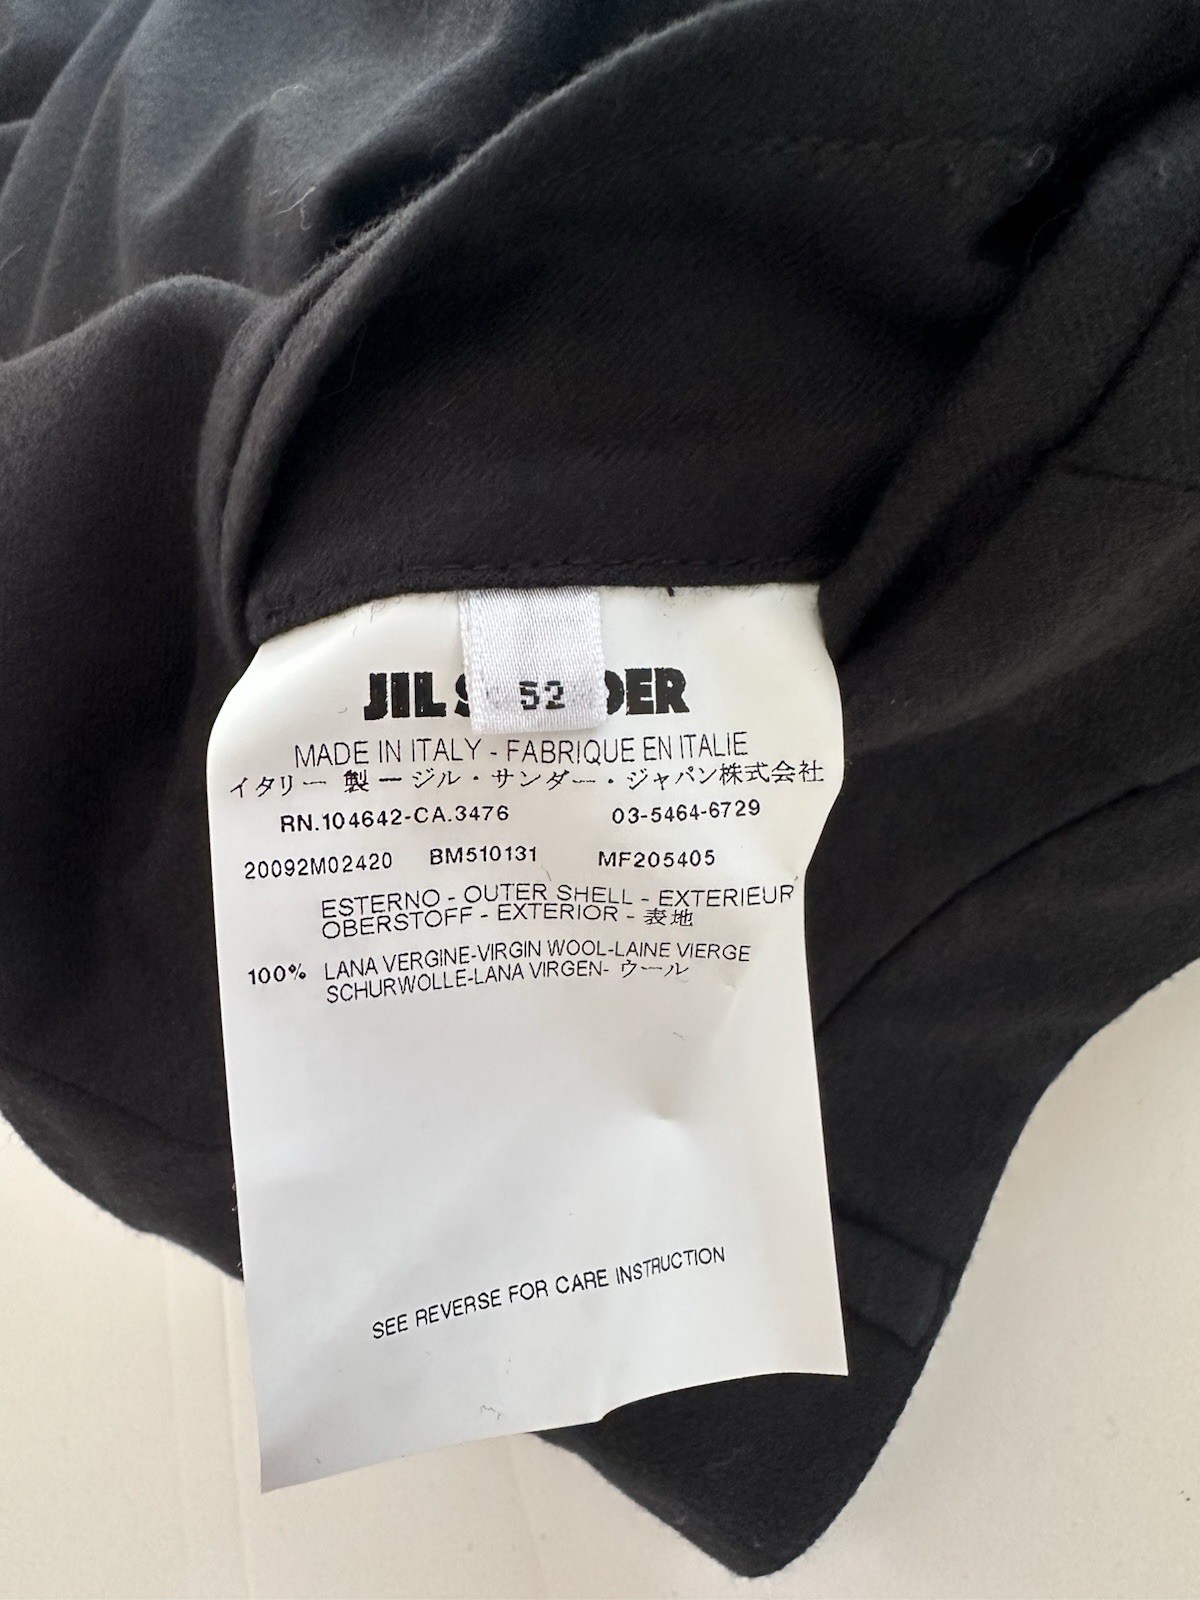 JIL S DER
52
MADE IN ITALY - FABRIQUE EN ITALIE
イタリー 製 ー ジル・サンダー・ジャパン株式会社
RN.104642-CA.3476 03-5464-6729
20092M02420 BM510131 MF205405
ESTERNO - OUTER SHELL - EXTERIEUR
OBERSTOFF - EXTERIOR - 表地
100% LANA VERGINE-VIRGIN WOOL-LAINE VIERGE
SCHURWOLLE-LANA VIRGEN- ウール
SEE REVERSE FOR CARE INSTRUCTION